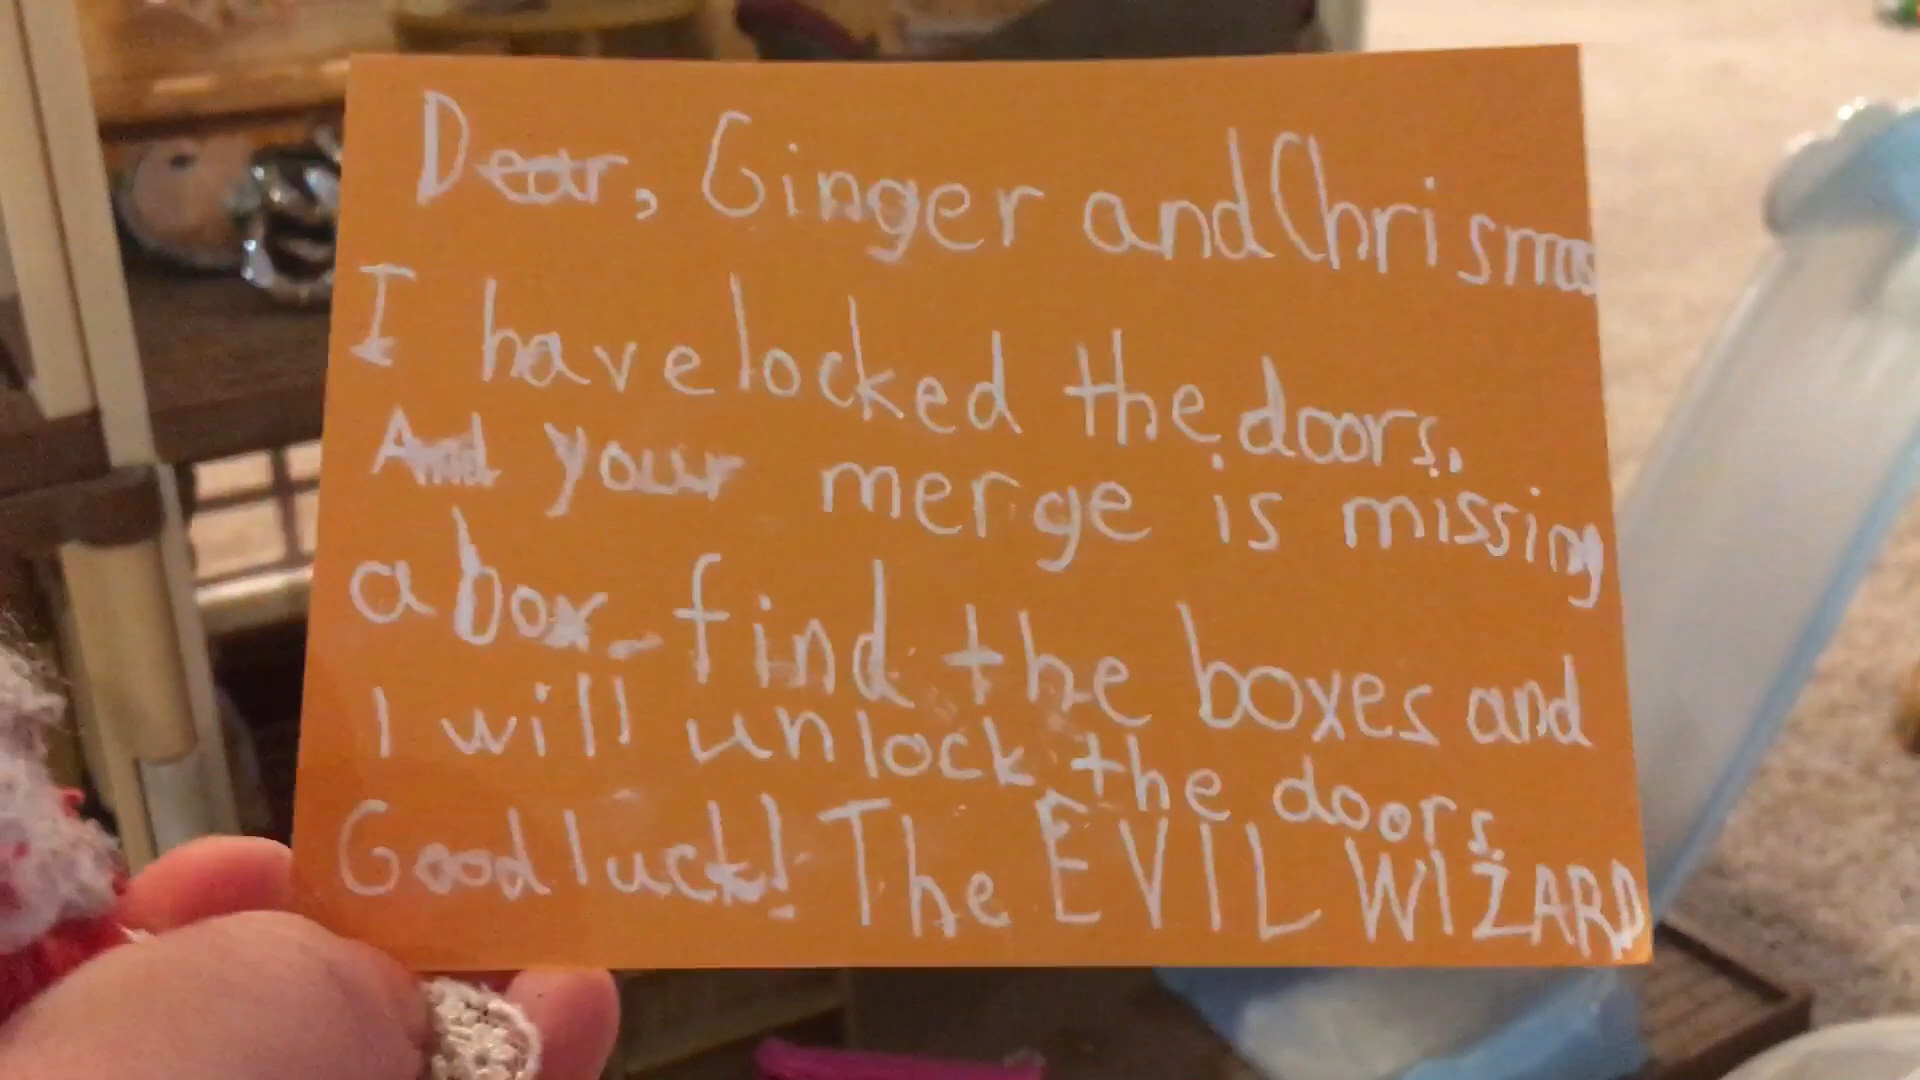 Dear, Ginger and Chrismas
I have locked the doors.
And your merge is missing
a box. find the boxes and
I will unlock the doors.
Good luck! The EVIL WIZARD